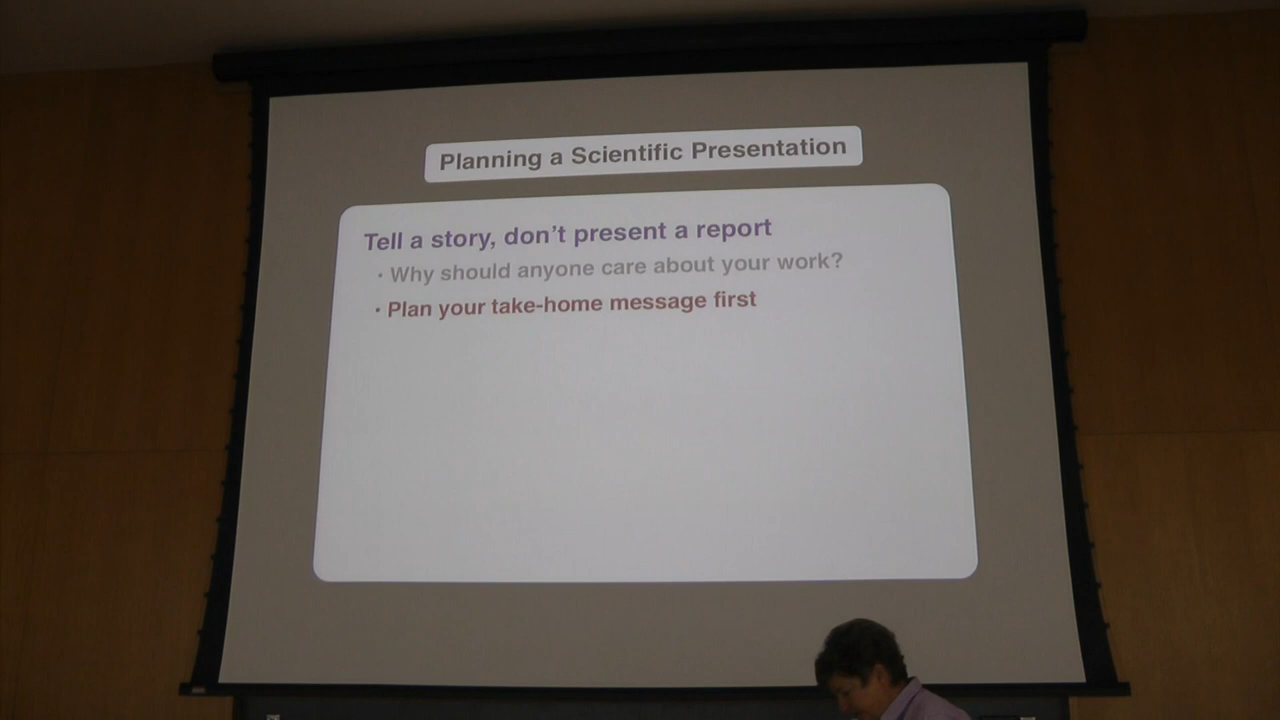 Planning a Scientific Presentation
Tell a story, don't present a report
· Why should anyone care about your work?
· Plan your take-home message first